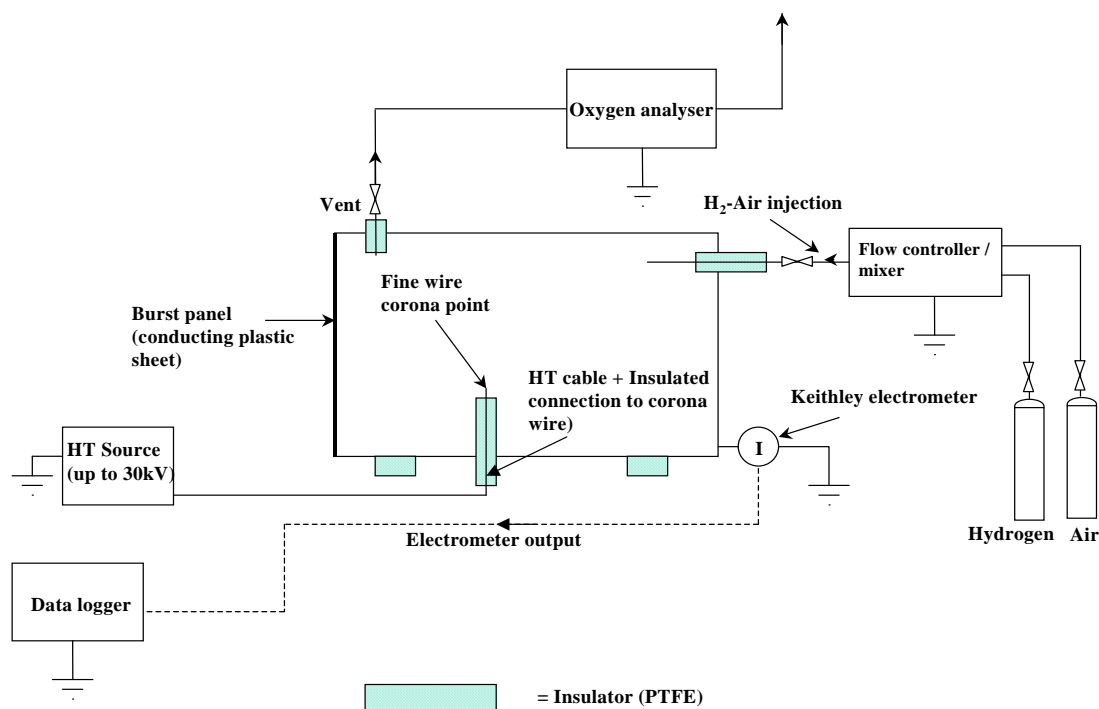 Oxygen analyser
Vent
H₂-Air injection
Flow controller /
mixer
Fine wire
corona point
Burst panel
(conducting plastic
sheet)
HT cable + Insulated
connection to corona
wire)
Keithley electrometer
HT Source
(up to 30kV)
I
Electrometer output
Hydrogen
Air
Data logger
= Insulator (PTFE)